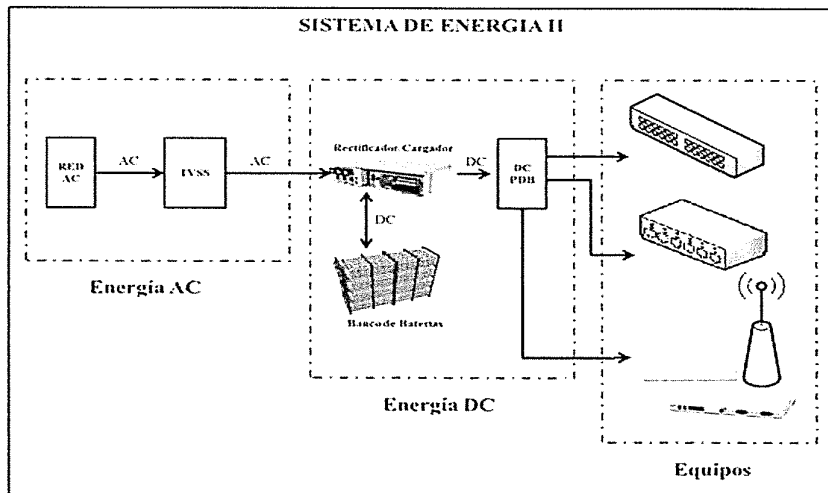 SISTEMA DE ENERGIA II
RED
AC
AC
TVSS
AC
Energía AC
Rectificador/Cargador
DC
DC
Banco de Baterías
DC
PDB
Energía DC
Equipos